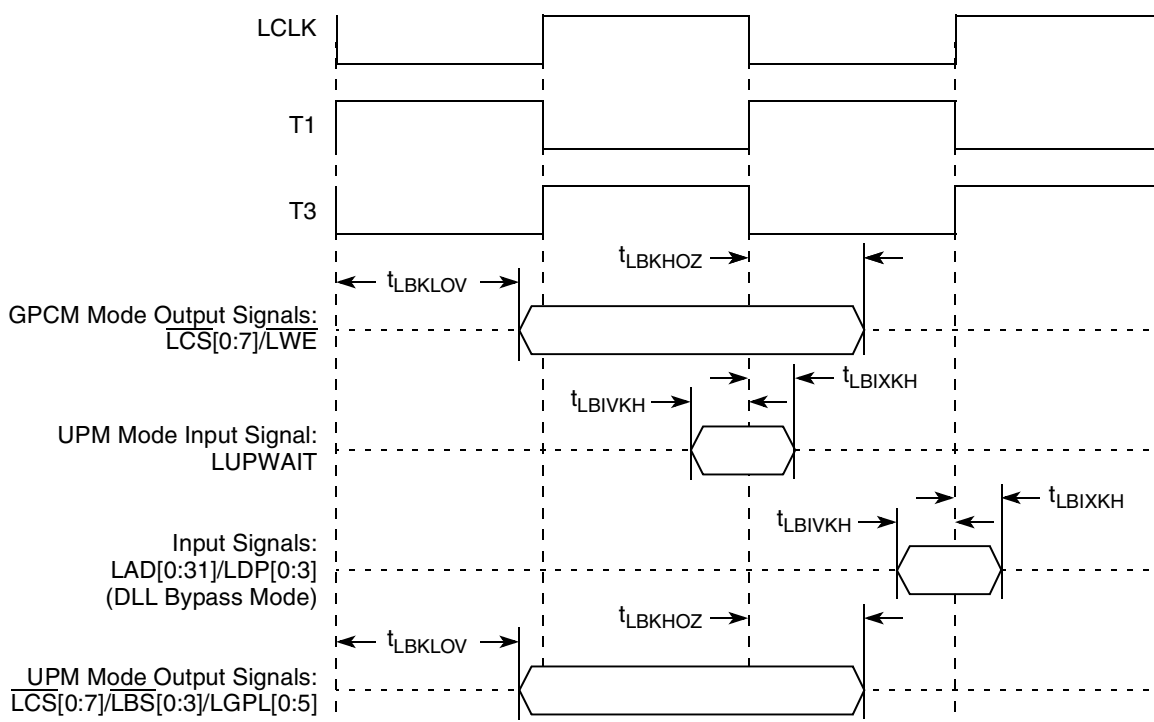 LCLK
T1
T3
tLBKHOZ
tLBKLOV
GPCM Mode Output Signals:
LCS[0:7]/LWE
tLBIXKH
tLBIVKH
UPM Mode Input Signal:
LUPWAIT
tLBIXKH
tLBIVKH
Input Signals:
LAD[0:31]/LDP[0:3]
(DLL Bypass Mode)
tLBKHOZ
tLBKLOV
UPM Mode Output Signals:
LCS[0:7]/LBS[0:3]/LGPL[0:5]